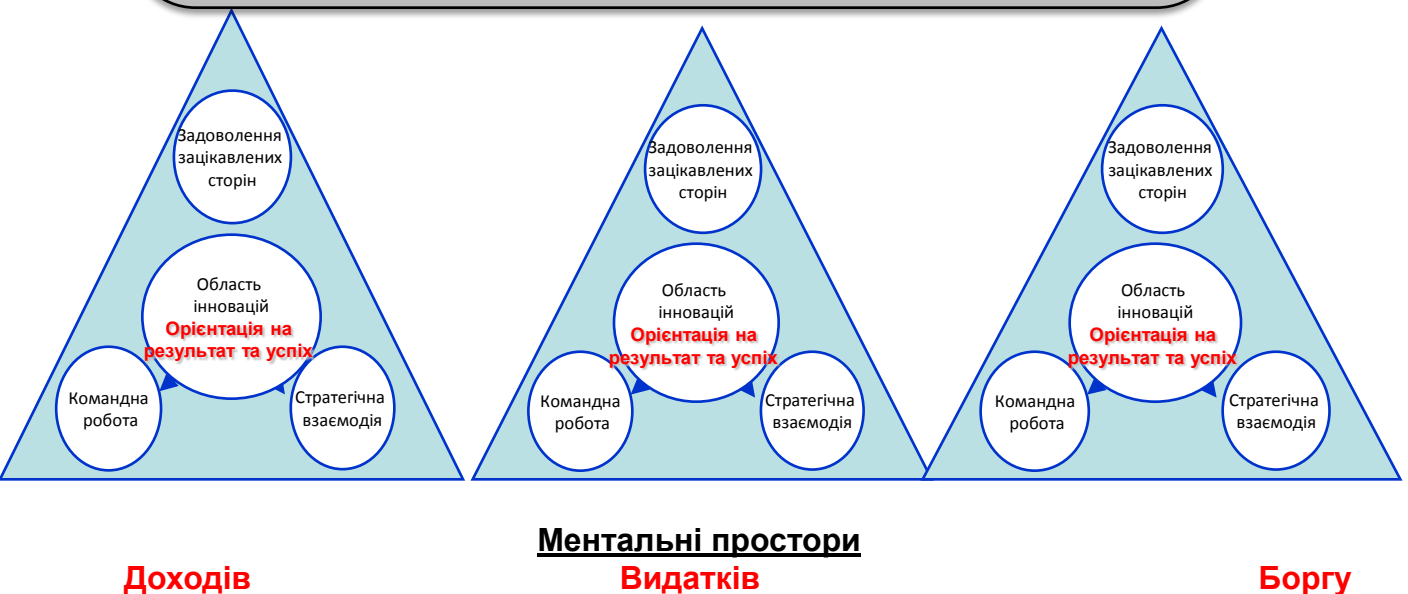 Задоволення
зацікавлених
сторін
Область
інновацій
Орієнтація на
результат та успіх
Командна
робота
Стратегічна
взаємодія
Задоволення
зацікавлених
сторін
Область
інновацій
Орієнтація на
результат та успіх
Командна
робота
Стратегічна
взаємодія
Задоволення
зацікавлених
сторін
Область
інновацій
Орієнтація на
результат та успіх
Командна
робота
Стратегічна
взаємодія
Ментальні простори
Доходів Видатків Боргу